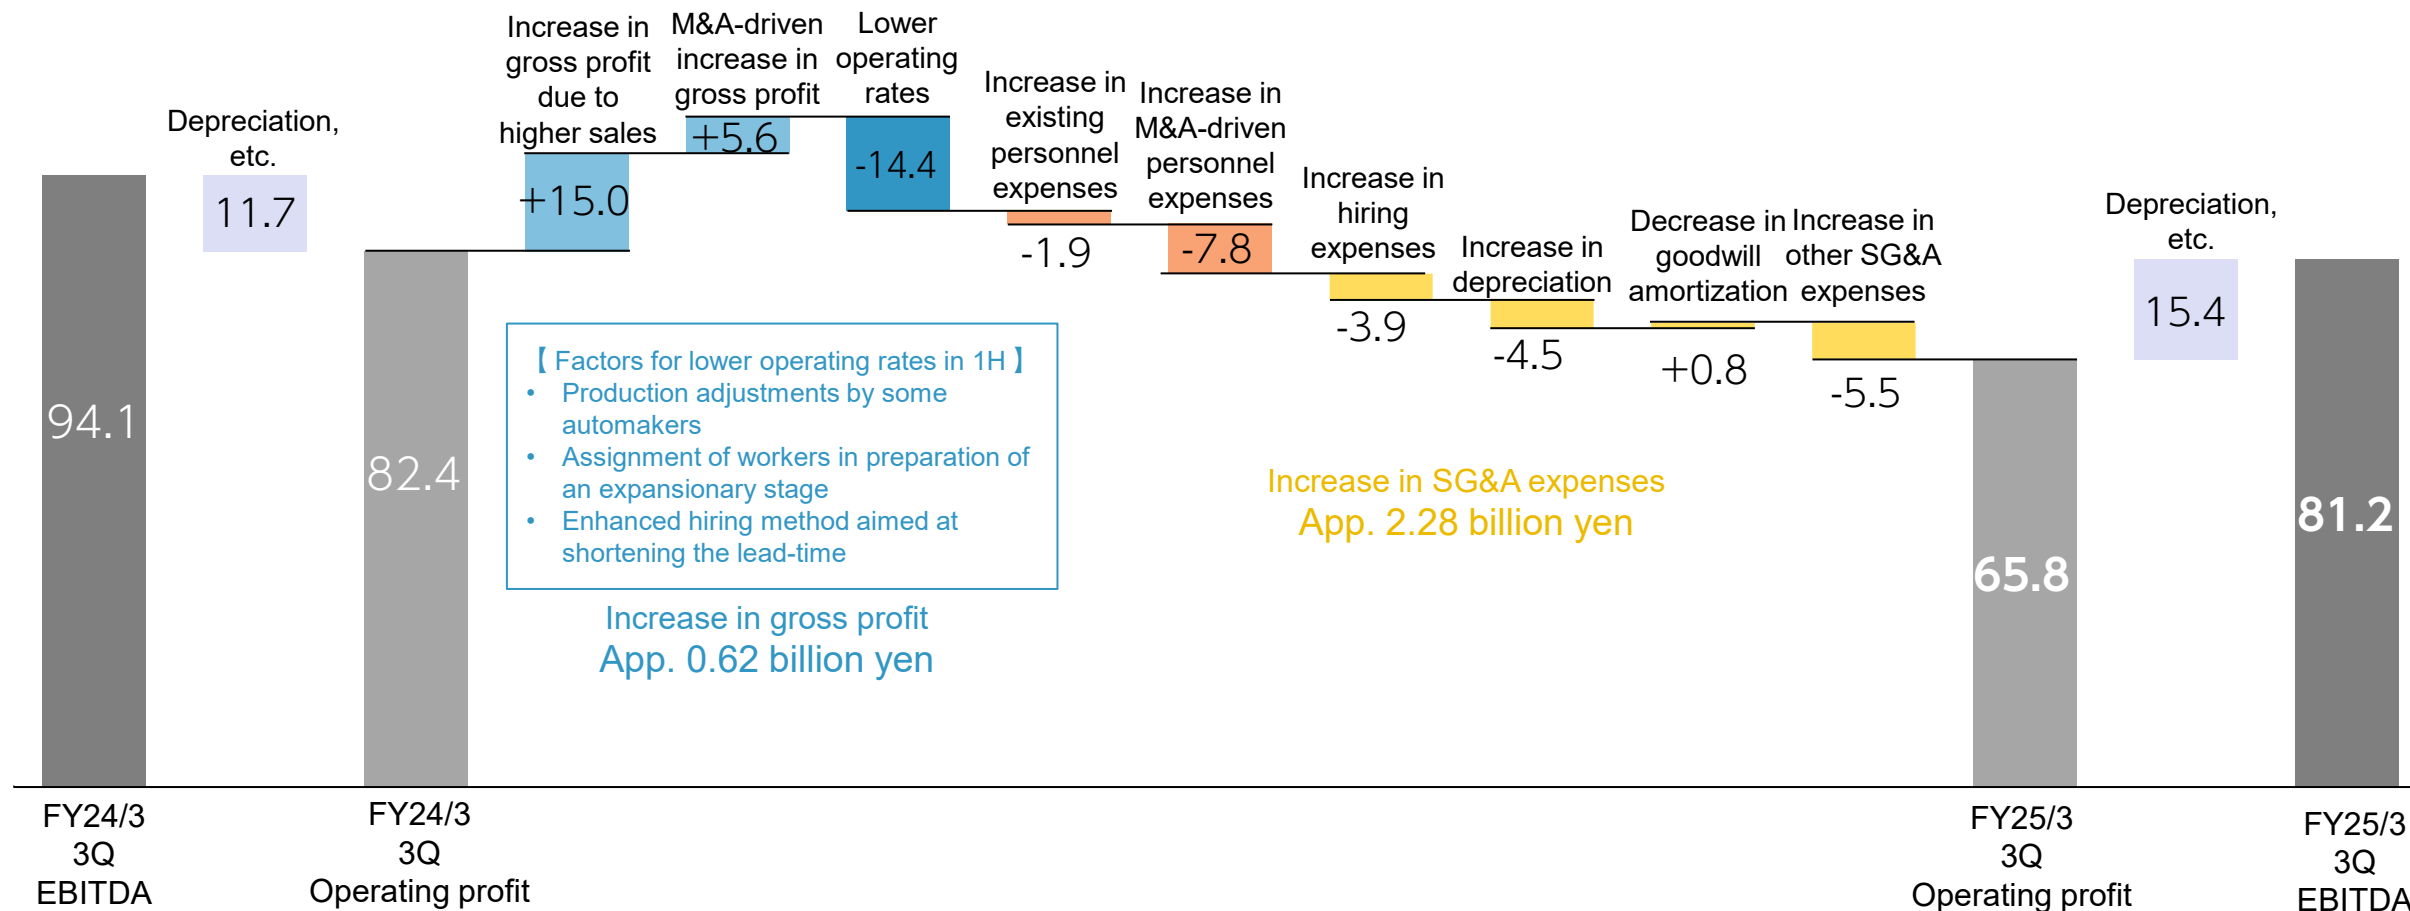 Depreciation,
etc.
11.7
94.1
82.4
Increase in
gross profit
due to
higher sales
+15.0
M&A-driven
increase in
gross profit
+5.6
Lower
operating
rates
-14.4
Increase in
existing
personnel
expenses
-1.9
Increase in
M&A-driven
personnel
expenses
-7.8
Increase in
hiring
expenses
-3.9
Increase in
depreciation
-4.5
Decrease in
goodwill
amortization
+0.8
Increase in
other SG&A
expenses
-5.5
Depreciation,
etc.
15.4
65.8
81.2
【 Factors for lower operating rates in 1H 】
• Production adjustments by some
automakers
• Assignment of workers in preparation of
an expansionary stage
• Enhanced hiring method aimed at
shortening the lead-time
Increase in gross profit
App. 0.62 billion yen
Increase in SG&A expenses
App. 2.28 billion yen
FY24/3
3Q
EBITDA
FY24/3
3Q
Operating profit
FY25/3
3Q
Operating profit
FY25/3
3Q
EBITDA